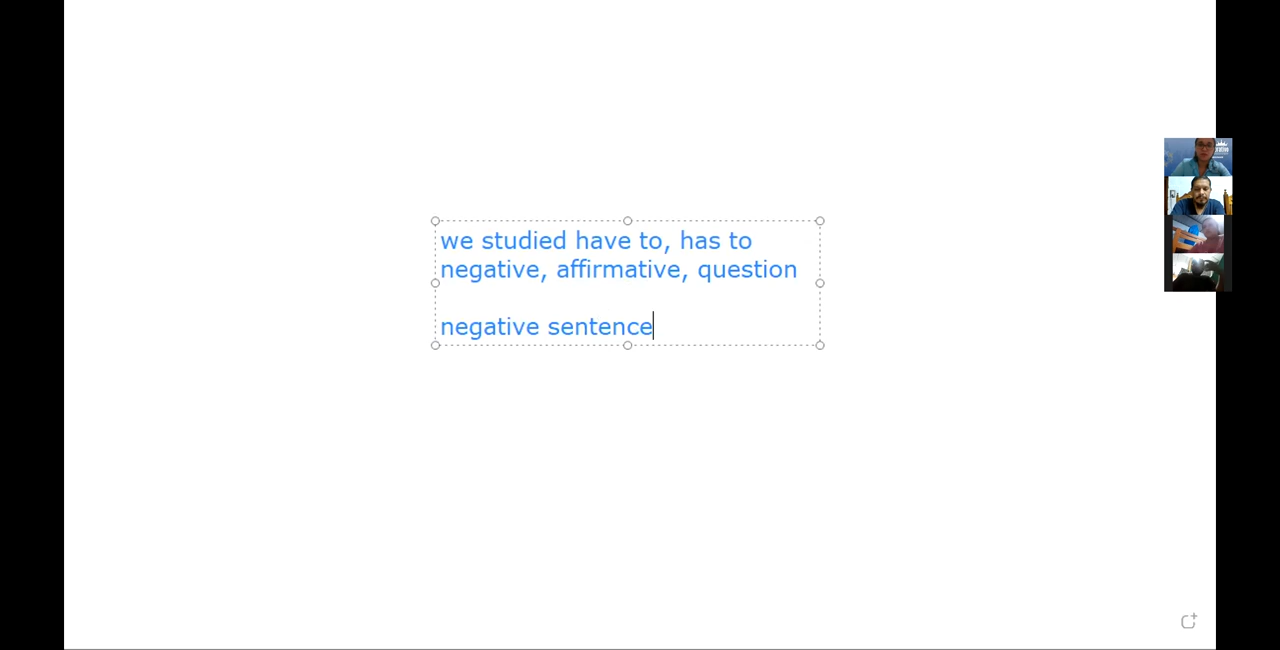 we studied have to, has to
negative, affirmative, question
negative sentence